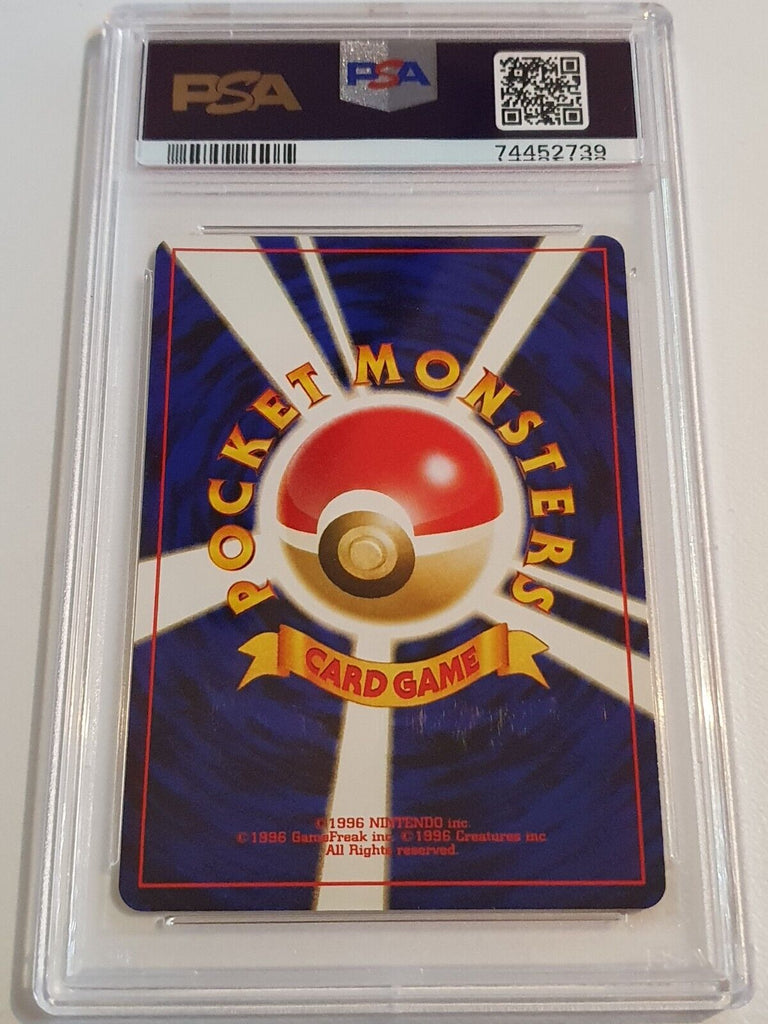 PSA
PSA
74452739
POCKET MONSTERS
CARD GAME
©1996 NINTENDO inc.
©1996 GameFreak inc. ©1996 Creatures inc.
All Rights reserved.